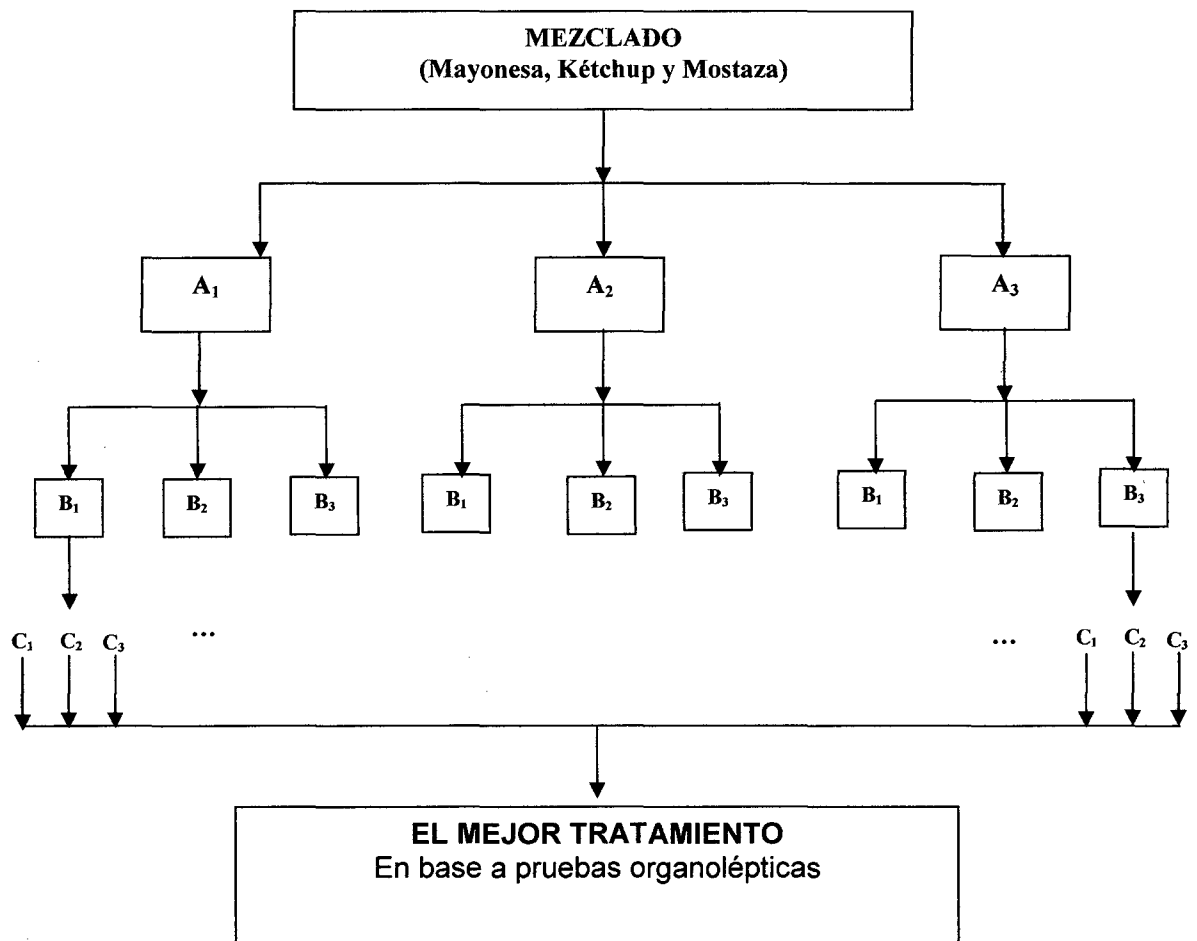 MEZCLADO
(Mayonesa, Kétchup y Mostaza)
A₁ A₂ A₃
B₁ B₂ B₃ B₁ B₂ B₃ B₁ B₂ B₃
C₁ C₂ C₃ ... ... C₁ C₂ C₃
EL MEJOR TRATAMIENTO
En base a pruebas organolépticas